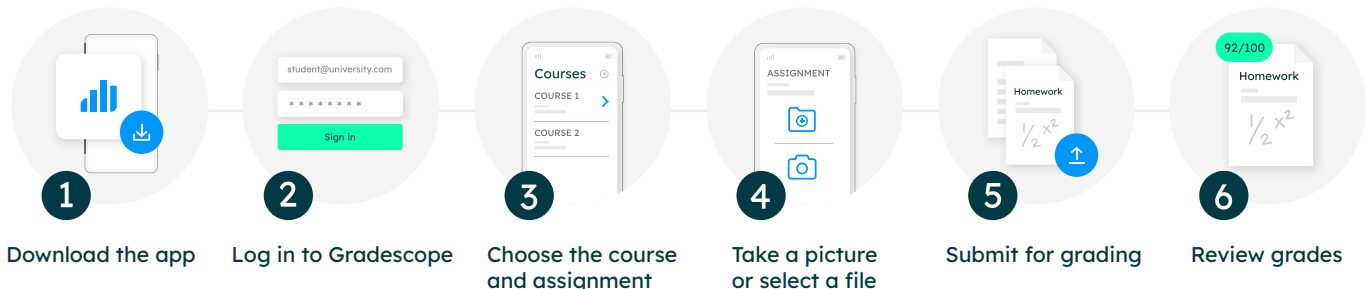 student@university.com
********
Sign in
Courses
COURSE 1
COURSE 2
ASSIGNMENT
Homework
1/2 x²
92/100
Homework
1/2 x²
1
2
3
4
5
6
Download the app
Log in to Gradescope
Choose the course
and assignment
Take a picture
or select a file
Submit for grading
Review grades